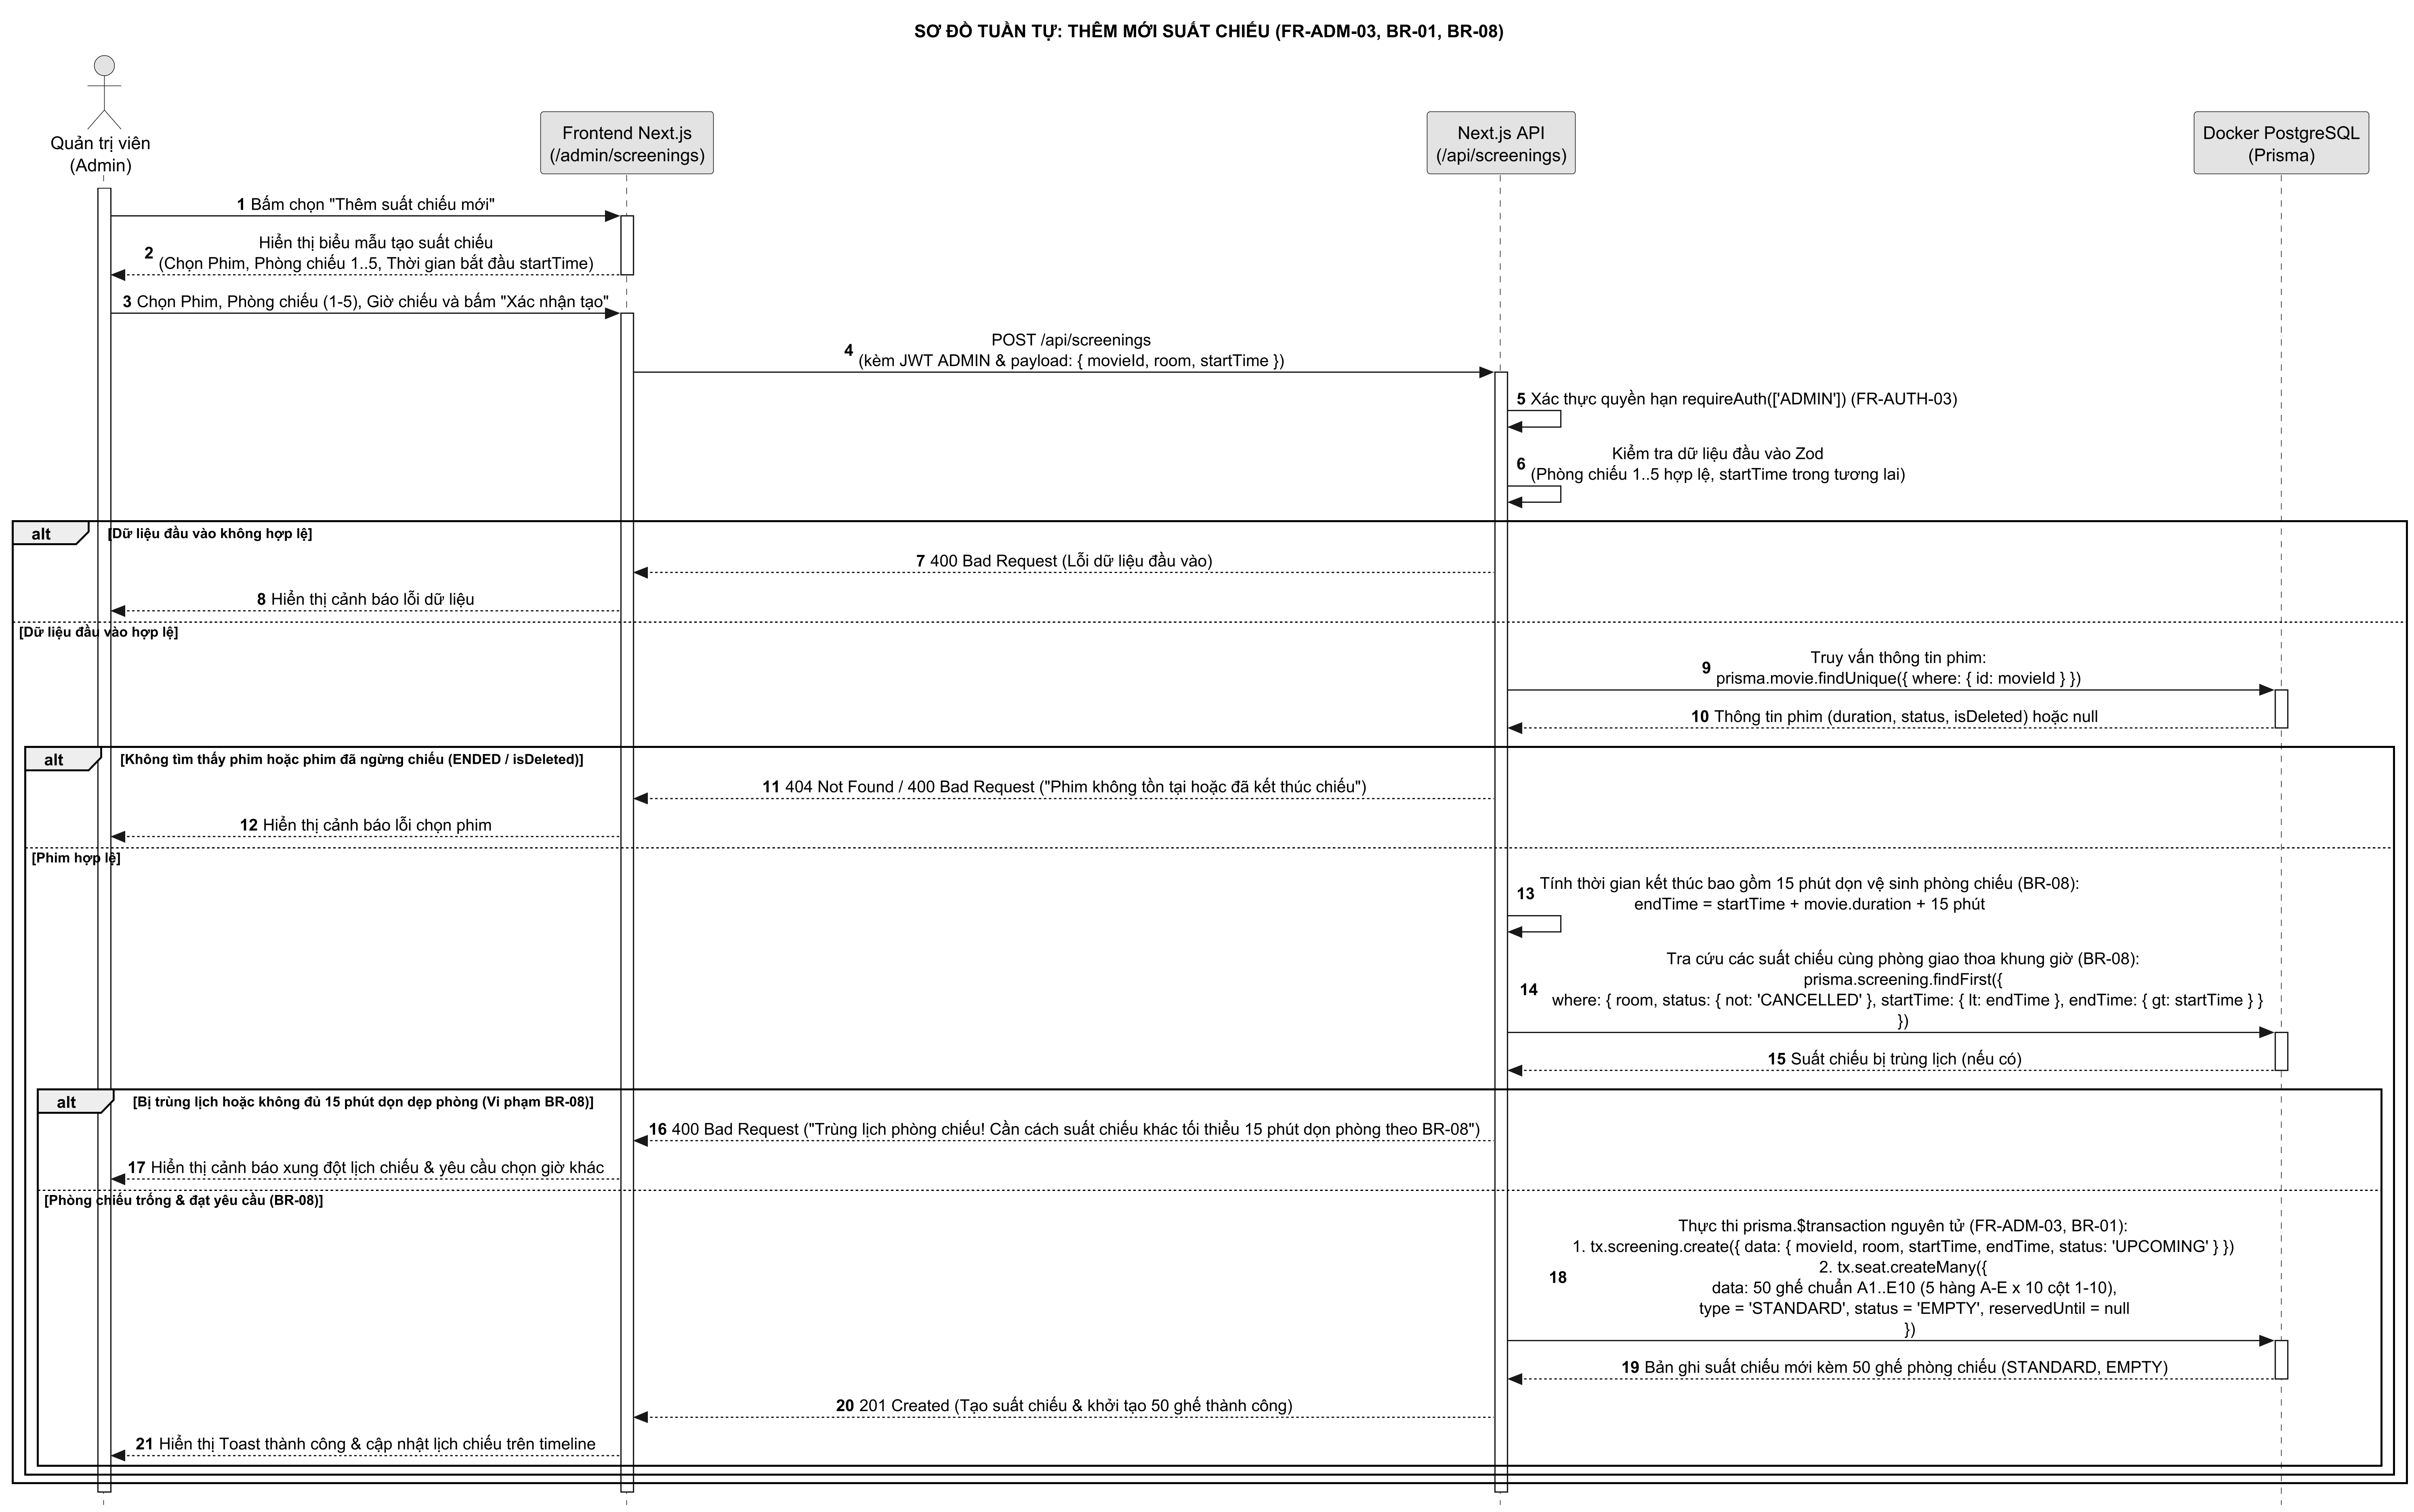 SƠ ĐỒ TUẦN TỰ: THÊM MỚI SUẤT CHIẾU (FR-ADM-03, BR-01, BR-08)
Quản trị viên
(Admin)
Frontend Next.js
(/admin/screenings)
Next.js API
(/api/screenings)
Docker PostgreSQL
(Prisma)
1 Bấm chọn "Thêm suất chiếu mới"
2 Hiển thị biểu mẫu tạo suất chiếu
(Chọn Phim, Phòng chiếu 1..5, Thời gian bắt đầu startTime)
3 Chọn Phim, Phòng chiếu (1-5), Giờ chiếu và bấm "Xác nhận tạo"
4 POST /api/screenings
(kèm JWT ADMIN & payload: { movieId, room, startTime })
5 Xác thực quyền hạn requireAuth(['ADMIN']) (FR-AUTH-03)
6 Kiểm tra dữ liệu đầu vào Zod
(Phòng chiếu 1..5 hợp lệ, startTime trong tương lai)
alt [Dữ liệu đầu vào không hợp lệ]
7 400 Bad Request (Lỗi dữ liệu đầu vào)
8 Hiển thị cảnh báo lỗi dữ liệu
[Dữ liệu đầu vào hợp lệ]
9 Truy vấn thông tin phim:
prisma.movie.findUnique({ where: { id: movieId } })
10 Thông tin phim (duration, status, isDeleted) hoặc null
alt [Không tìm thấy phim hoặc phim đã ngừng chiếu (ENDED / isDeleted)]
11 404 Not Found / 400 Bad Request ("Phim không tồn tại hoặc đã kết thúc chiếu")
12 Hiển thị cảnh báo lỗi chọn phim
[Phim hợp lệ]
13 Tính thời gian kết thúc bao gồm 15 phút dọn vệ sinh phòng chiếu (BR-08):
endTime = startTime + movie.duration + 15 phút
14 Tra cứu các suất chiếu cùng phòng giao thoa khung giờ (BR-08):
prisma.screening.findFirst({
where: { room, status: { not: 'CANCELLED' }, startTime: { lt: endTime }, endTime: { gt: startTime } }
})
15 Suất chiếu bị trùng lịch (nếu có)
alt [Bị trùng lịch hoặc không đủ 15 phút dọn dẹp phòng (Vi phạm BR-08)]
16 400 Bad Request ("Trùng lịch phòng chiếu! Cần cách suất chiếu khác tối thiểu 15 phút dọn phòng theo BR-08")
17 Hiển thị cảnh báo xung đột lịch chiếu & yêu cầu chọn giờ khác
[Phòng chiếu trống & đạt yêu cầu (BR-08)]
18 Thực thi prisma.$transaction nguyên tử (FR-ADM-03, BR-01):
1. tx.screening.create({ data: { movieId, room, startTime, endTime, status: 'UPCOMING' } })
2. tx.seat.createMany({
data: 50 ghế chuẩn A1..E10 (5 hàng A-E x 10 cột 1-10),
type = 'STANDARD', status = 'EMPTY', reservedUntil = null
})
19 Bản ghi suất chiếu mới kèm 50 ghế phòng chiếu (STANDARD, EMPTY)
20 201 Created (Tạo suất chiếu & khởi tạo 50 ghế thành công)
21 Hiển thị Toast thành công & cập nhật lịch chiếu trên timeline